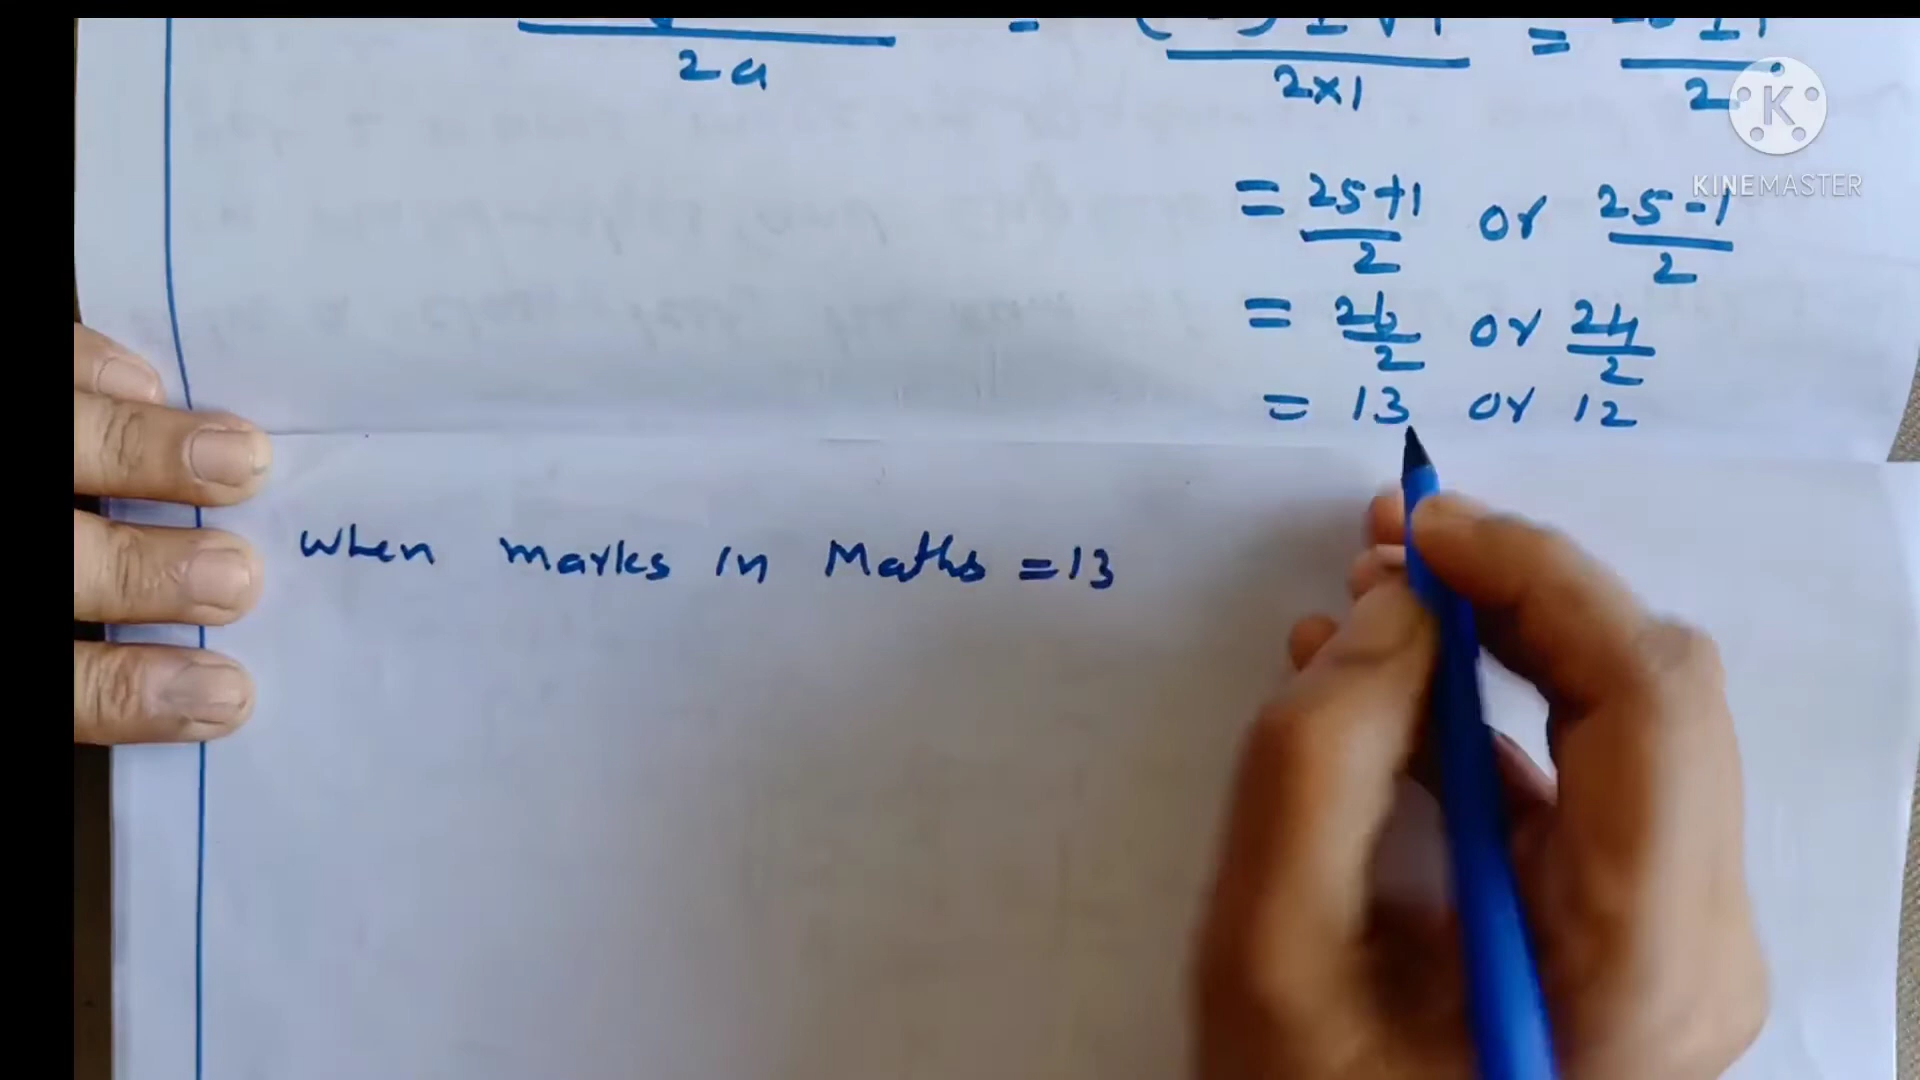 2a 2×1 = 2
= 25+1 / 2 or 25-1 / 2
= 26 / 2 or 24 / 2
= 13 or 12
When marks in Maths = 13
KINEMASTER